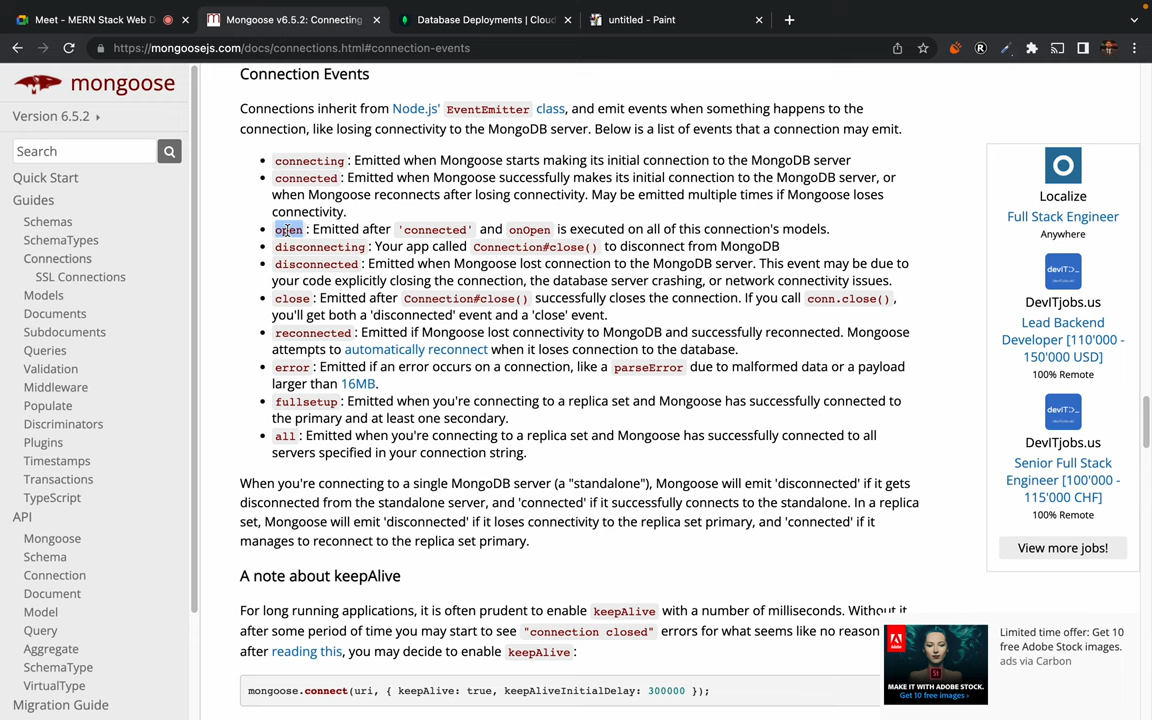 Meet - MERN Stack Web D
Mongoose v6.5.2: Connecting
Database Deployments | Cloud
untitled - Paint
https://mongoosejs.com/docs/connections.html#connection-events
mongoose
Version 6.5.2
Search
Quick Start
Guides
Schemas
SchemaTypes
Connections
SSL Connections
Models
Documents
Subdocuments
Queries
Validation
Middleware
Populate
Discriminators
Plugins
Timestamps
Transactions
TypeScript
API
Mongoose
Schema
Connection
Document
Model
Query
Aggregate
SchemaType
VirtualType
Migration Guide
Connection Events
Connections inherit from Node.js' EventEmitter class, and emit events when something happens to the
connection, like losing connectivity to the MongoDB server. Below is a list of events that a connection may emit.
connecting: Emitted when Mongoose starts making its initial connection to the MongoDB server
connected: Emitted when Mongoose successfully makes its initial connection to the MongoDB server, or
when Mongoose reconnects after losing connectivity. May be emitted multiple times if Mongoose loses
connectivity.
open: Emitted after 'connected' and onOpen is executed on all of this connection's models.
disconnecting: Your app called Connection#close() to disconnect from MongoDB
disconnected: Emitted when Mongoose lost connection to the MongoDB server. This event may be due to
your code explicitly closing the connection, the database server crashing, or network connectivity issues.
close: Emitted after Connection#close() successfully closes the connection. If you call conn.close(),
you'll get both a 'disconnected' event and a 'close' event.
reconnected: Emitted if Mongoose lost connectivity to MongoDB and successfully reconnected. Mongoose
attempts to automatically reconnect when it loses connection to the database.
error: Emitted if an error occurs on a connection, like a parseError due to malformed data or a payload
larger than 16MB.
fullsetup: Emitted when you're connecting to a replica set and Mongoose has successfully connected to
the primary and at least one secondary.
all: Emitted when you're connecting to a replica set and Mongoose has successfully connected to all
servers specified in your connection string.
When you're connecting to a single MongoDB server (a "standalone"), Mongoose will emit 'disconnected' if it gets
disconnected from the standalone server, and 'connected' if it successfully connects to the standalone. In a replica
set, Mongoose will emit 'disconnected' if it loses connectivity to the replica set primary, and 'connected' if it
manages to reconnect to the replica set primary.
A note about keepAlive
For long running applications, it is often prudent to enable keepAlive with a number of milliseconds. Without it,
after some period of time you may start to see "connection closed" errors for what seems like no reason
after reading this, you may decide to enable keepAlive:
mongoose.connect(uri, { keepAlive: true, keepAliveInitialDelay: 300000 });
Localize
Full Stack Engineer
Anywhere
devIT>_
DevITjobs.us
Lead Backend
Developer [110'000 -
150'000 USD]
100% Remote
devIT>_
DevITjobs.us
Senior Full Stack
Engineer [100'000 -
115'000 CHF]
100% Remote
View more jobs!
Adobe
St
MAKE IT WITH ADOBE STOCK.
Get 10 free images ›
Limited time offer: Get 10
free Adobe Stock images.
ads via Carbon